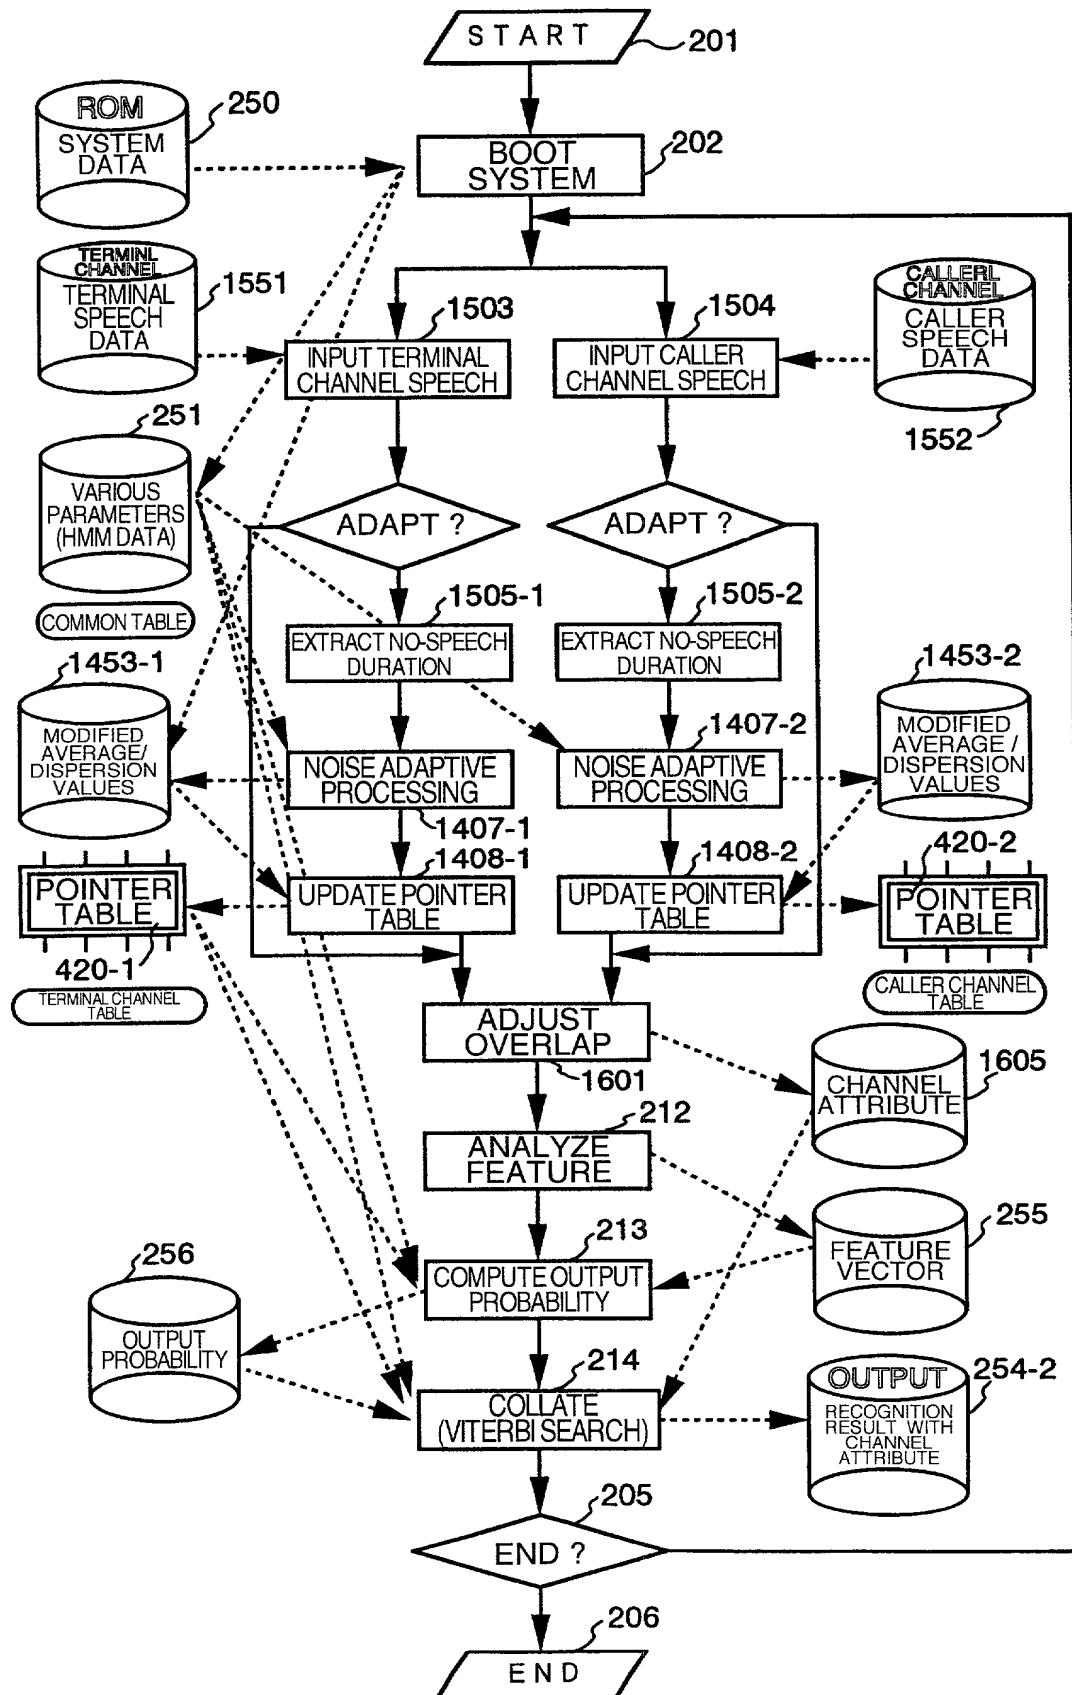 START
201
ROM
SYSTEM
DATA
250
BOOT
SYSTEM
202
TERMINL
CHANNEL
TERMINAL
SPEECH
DATA
1551
1503
INPUT TERMINAL
CHANNEL SPEECH
1504
INPUT CALLER
CHANNEL SPEECH
CALLERL
CHANNEL
CALLER
SPEECH
DATA
1552
251
VARIOUS
PARAMETERS
(HMM DATA)
COMMON TABLE
ADAPT ?
ADAPT ?
1505-1
EXTRACT NO-SPEECH
DURATION
1505-2
EXTRACT NO-SPEECH
DURATION
1453-1
MODIFIED
AVERAGE/
DISPERSION
VALUES
1453-2
MODIFIED
AVERAGE /
DISPERSION
VALUES
NOISE ADAPTIVE
PROCESSING
1407-1
1407-2
NOISE ADAPTIVE
PROCESSING
1408-1
UPDATE POINTER
TABLE
1408-2
UPDATE POINTER
TABLE
POINTER
TABLE
420-1
TERMINAL CHANNEL
TABLE
420-2
POINTER
TABLE
CALLER CHANNEL
TABLE
ADJUST
OVERLAP
1601
CHANNEL
ATTRIBUTE
1605
212
ANALYZE
FEATURE
FEATURE
VECTOR
255
213
COMPUTE OUTPUT
PROBABILITY
256
OUTPUT
PROBABILITY
214
COLLATE
(VITERBI SEARCH)
OUTPUT
RECOGNITION
RESULT WITH
CHANNEL
ATTRIBUTE
254-2
205
END ?
206
END